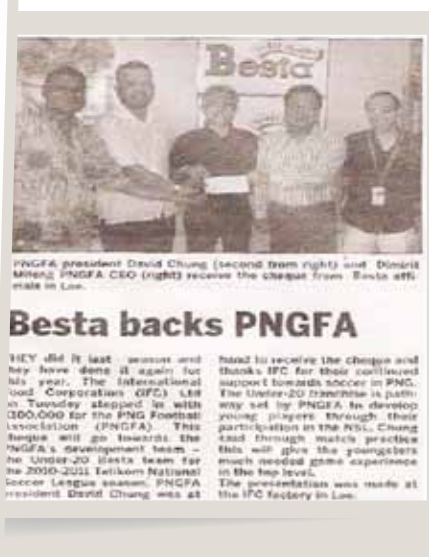 Besta
PNGFA president David Chung (second from right) and Dimirit
Mileng PNGFA CEO (right) receive the cheque from Besta offi-
cials in Lae.
Besta backs PNGFA
THEY did it last season and
they have done it again for
this year. The International
Food Corporation (IFC) Ltd
on Tuesday stepped in with
K100,000 for the PNG Football
Association (PNGFA). This
cheque will go towards the
PNGFA's development team –
the Under-20 Besta team for
the 2010-2011 Telikom National
Soccer League season. PNGFA
president David Chung was at
hand to receive the cheque and
thanks IFC for their continued
support towards soccer in PNG.
The Under-20 franchise is path-
way set by PNGFA to develop
young players through their
participation in the NSL. Chung
said through match practice
this will give the youngsters
much needed game experience
in the top level.
The presentation was made at
the IFC factory in Lae.